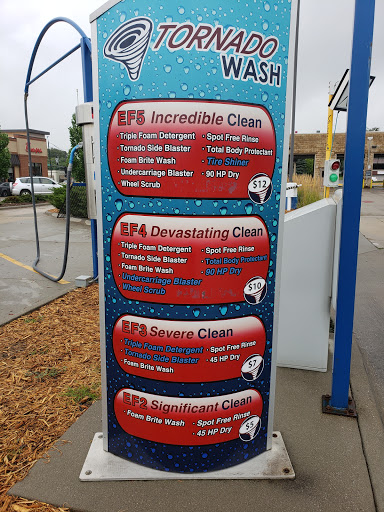 TORNADO
WASH
EF5 Incredible Clean
· Triple Foam Detergent · Spot Free Rinse
· Tornado Side Blaster · Total Body Protectant
· Foam Brite Wash · Tire Shiner
· Undercarriage Blaster · 90 HP Dry
· Wheel Scrub
$12
EF4 Devastating Clean
· Triple Foam Detergent · Spot Free Rinse
· Tornado Side Blaster · Total Body Protectant
· Foam Brite Wash · 90 HP Dry
· Undercarriage Blaster
· Wheel Scrub
$10
EF3 Severe Clean
· Triple Foam Detergent · Spot Free Rinse
· Tornado Side Blaster · 45 HP Dry
· Foam Brite Wash
$7
EF2 Significant Clean
· Foam Brite Wash · Spot Free Rinse
· 45 HP Dry
$5